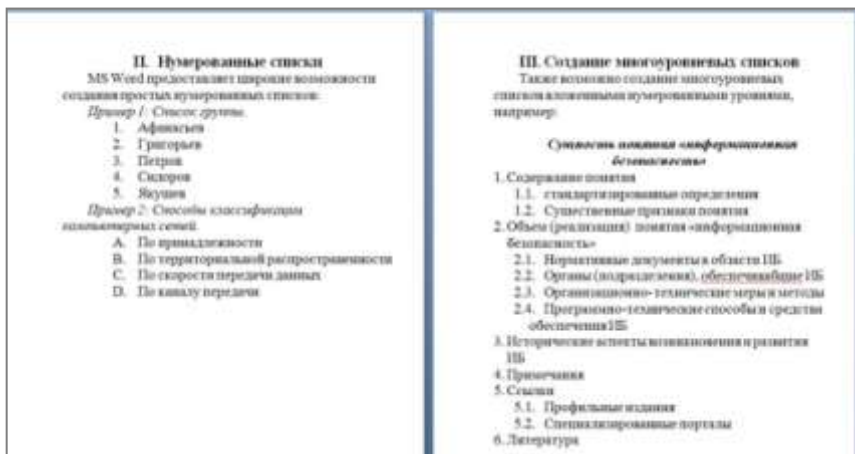 II. Нумерованные списки
MS Word предоставляет широкие возможности
создания простых нумерованных списков:
Пример 1: Список группы.
1. Афанасьев
2. Григорьев
3. Петров
4. Сидоров
5. Якушев
Пример 2: Способы классификации
компьютерных сетей.
A. По принадлежности
B. По территориальной распространенности
C. По скорости передачи данных
D. По каналу передачи
III. Создание многоуровневых списков
Также возможно создание многоуровневых
списков вложенными нумерованными уровнями,
например:
Сущность понятия «информационная
безопасность»
1. Содержание понятия
1.1. стандартизированные определения
1.2. Существенные признаки понятия
2. Объем (реализация) понятия «информационная
безопасность»
2.1. Нормативные документы в области ИБ
2.2. Органы (подразделения), обеспечивающие ИБ
2.3. Организационно-технические меры и методы
2.4. Программно-технические способы и средства
обеспечения ИБ
3. Исторические аспекты возникновения и развития
ИБ
4. Примечания
5. Ссылки
5.1. Профильные издания
5.2. Специализированные порталы
6. Литература